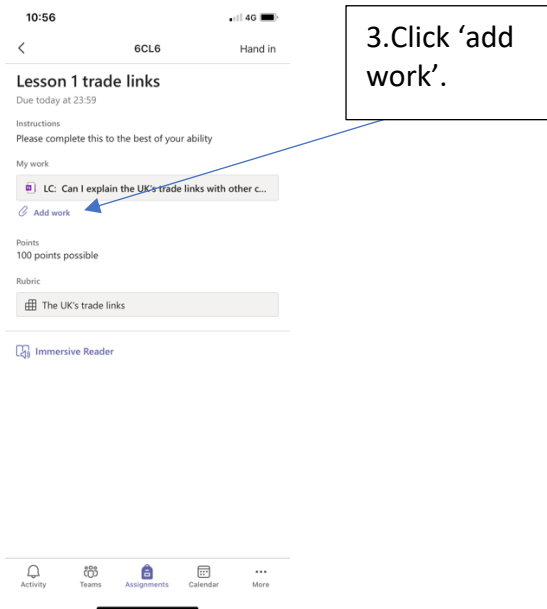 10:56
4G
6CL6
Hand in
Lesson 1 trade links
Due today at 23:59
Instructions
Please complete this to the best of your ability
My work
LC: Can I explain the UK's trade links with other c...
Add work
Points
100 points possible
Rubric
The UK's trade links
Immersive Reader
Activity
Teams
Assignments
Calendar
More
3.Click ‘add
work’.